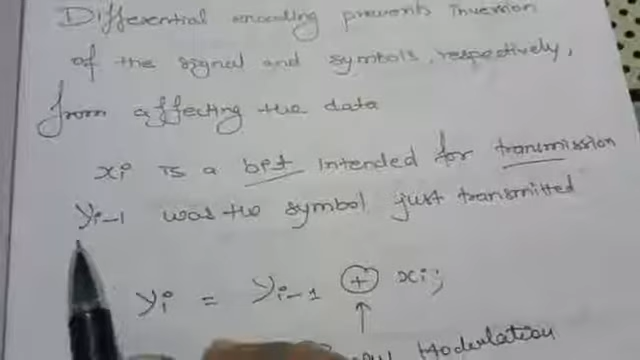 Differential encoding prevents inversion
of the signal and symbols, respectively,
from affecting the data
xi is a bit intended for transmission
yi-1 was the symbol just transmitted
yi = yi-1 ⊕ xi;
↑
Modulation